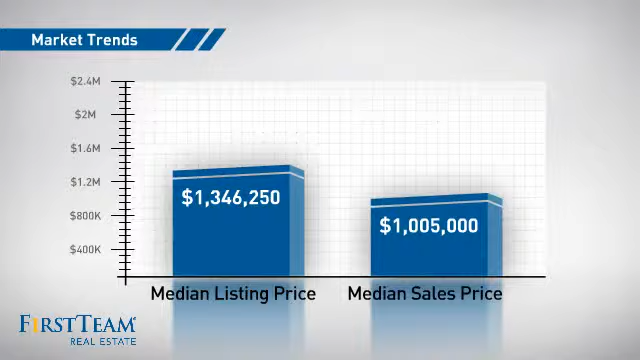 Market Trends
$2.4M
$2M
$1.6M
$1.2M
$800K
$400K
$1,346,250
$1,005,000
Median Listing Price
Median Sales Price
FIRSTTEAM®
REAL ESTATE